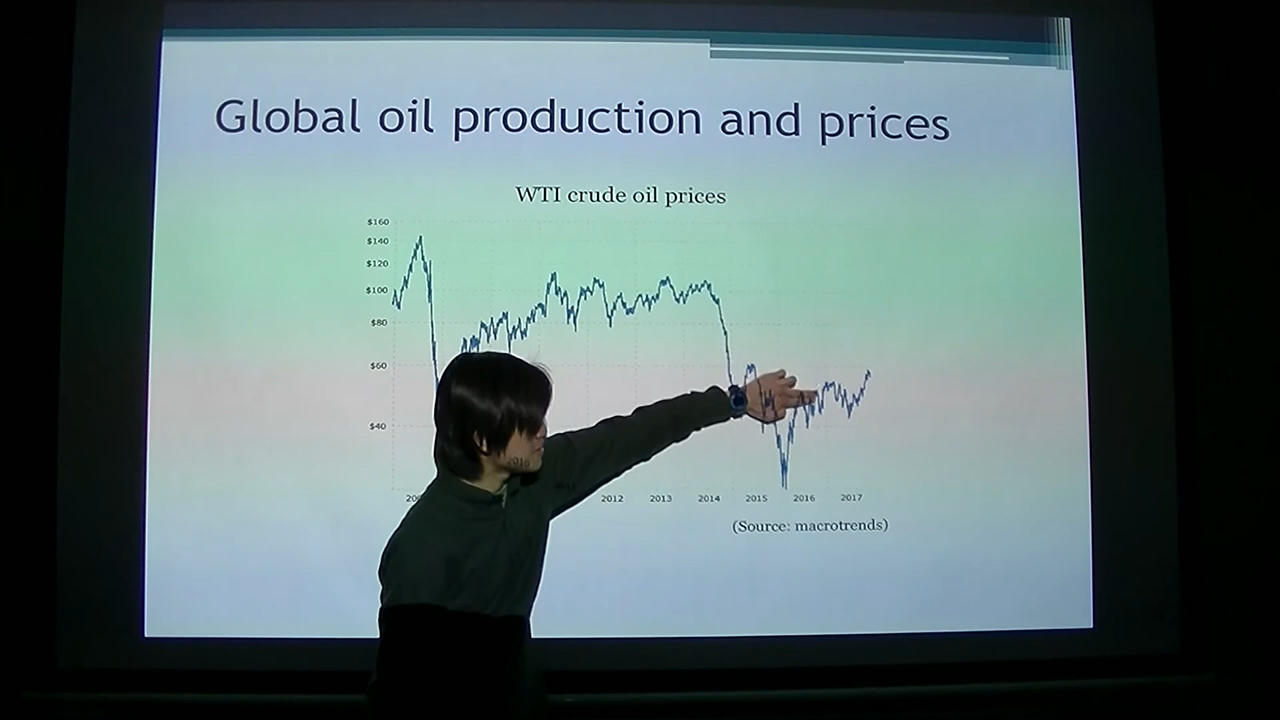 Global oil production and prices
WTI crude oil prices
$160
$140
$120
$100
$80
$60
$40
2012 2013 2014 2015 2016 2017
(Source: macrotrends)